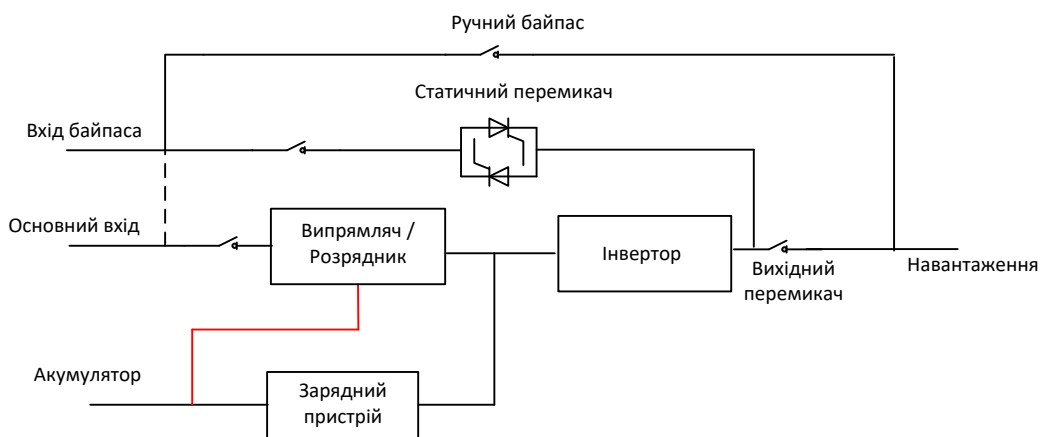 Ручний байпас
Статичний перемикач
Вхід байпаса
Основний вхід
Випрямляч /
Розрядник
Інвертор
Вихідний
перемикач
Навантаження
Акумулятор
Зарядний
пристрій